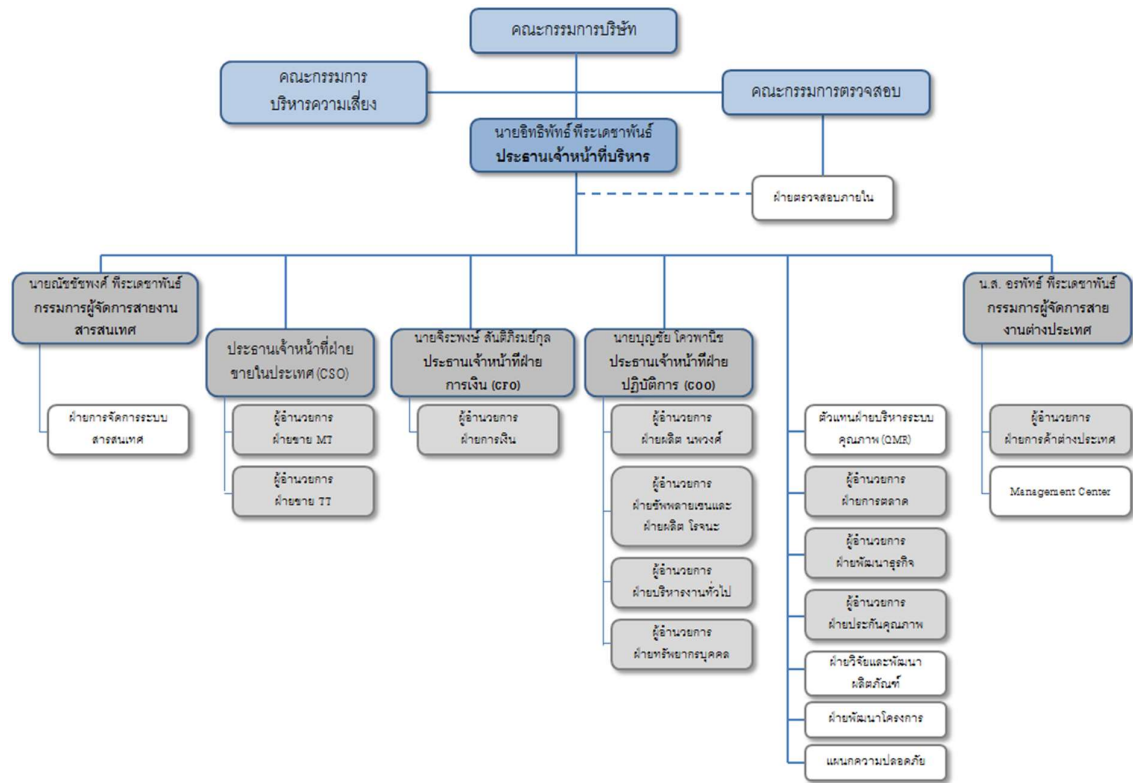 คณะกรรมการบริษัท
คณะกรรมการ
บริหารความเสี่ยง
คณะกรรมการตรวจสอบ
นายอิทธิพัทธ์ พีระเดชาพันธ์
ประธานเจ้าหน้าที่บริหาร
ฝ่ายตรวจสอบภายใน
นายณัชชัชพงศ์ พีระเดชาพันธ์
กรรมการผู้จัดการสายงาน
สารสนเทศ
ฝ่ายการจัดการระบบ
สารสนเทศ
ประธานเจ้าหน้าที่ฝ่าย
ขายในประเทศ (CSO)
ผู้อำนวยการ
ฝ่ายขาย MT
ผู้อำนวยการ
ฝ่ายขาย TT
นายจิระพงษ์ สันติภิรมย์กุล
ประธานเจ้าหน้าที่ฝ่าย
การเงิน (CFO)
ผู้อำนวยการ
ฝ่ายการเงิน
นายบุญชัย โควพานิช
ประธานเจ้าหน้าที่ฝ่าย
ปฏิบัติการ (COO)
ผู้อำนวยการ
ฝ่ายผลิต นพวงศ์
ผู้อำนวยการ
ฝ่ายซัพพลายเชนและ
ฝ่ายผลิต โรจนะ
ผู้อำนวยการ
ฝ่ายบริหารงานทั่วไป
ผู้อำนวยการ
ฝ่ายทรัพยากรบุคคล
ตัวแทนฝ่ายบริหารระบบ
คุณภาพ (QMR)
ผู้อำนวยการ
ฝ่ายการตลาด
ผู้อำนวยการ
ฝ่ายพัฒนาธุรกิจ
ผู้อำนวยการ
ฝ่ายประกันคุณภาพ
ฝ่ายวิจัยและพัฒนา
ผลิตภัณฑ์
ฝ่ายพัฒนาโครงการ
แผนกความปลอดภัย
น.ส. อรพัทธ์ พีระเดชาพันธ์
กรรมการผู้จัดการสาย
งานต่างประเทศ
ผู้อำนวยการ
ฝ่ายการค้าต่างประเทศ
Management Center